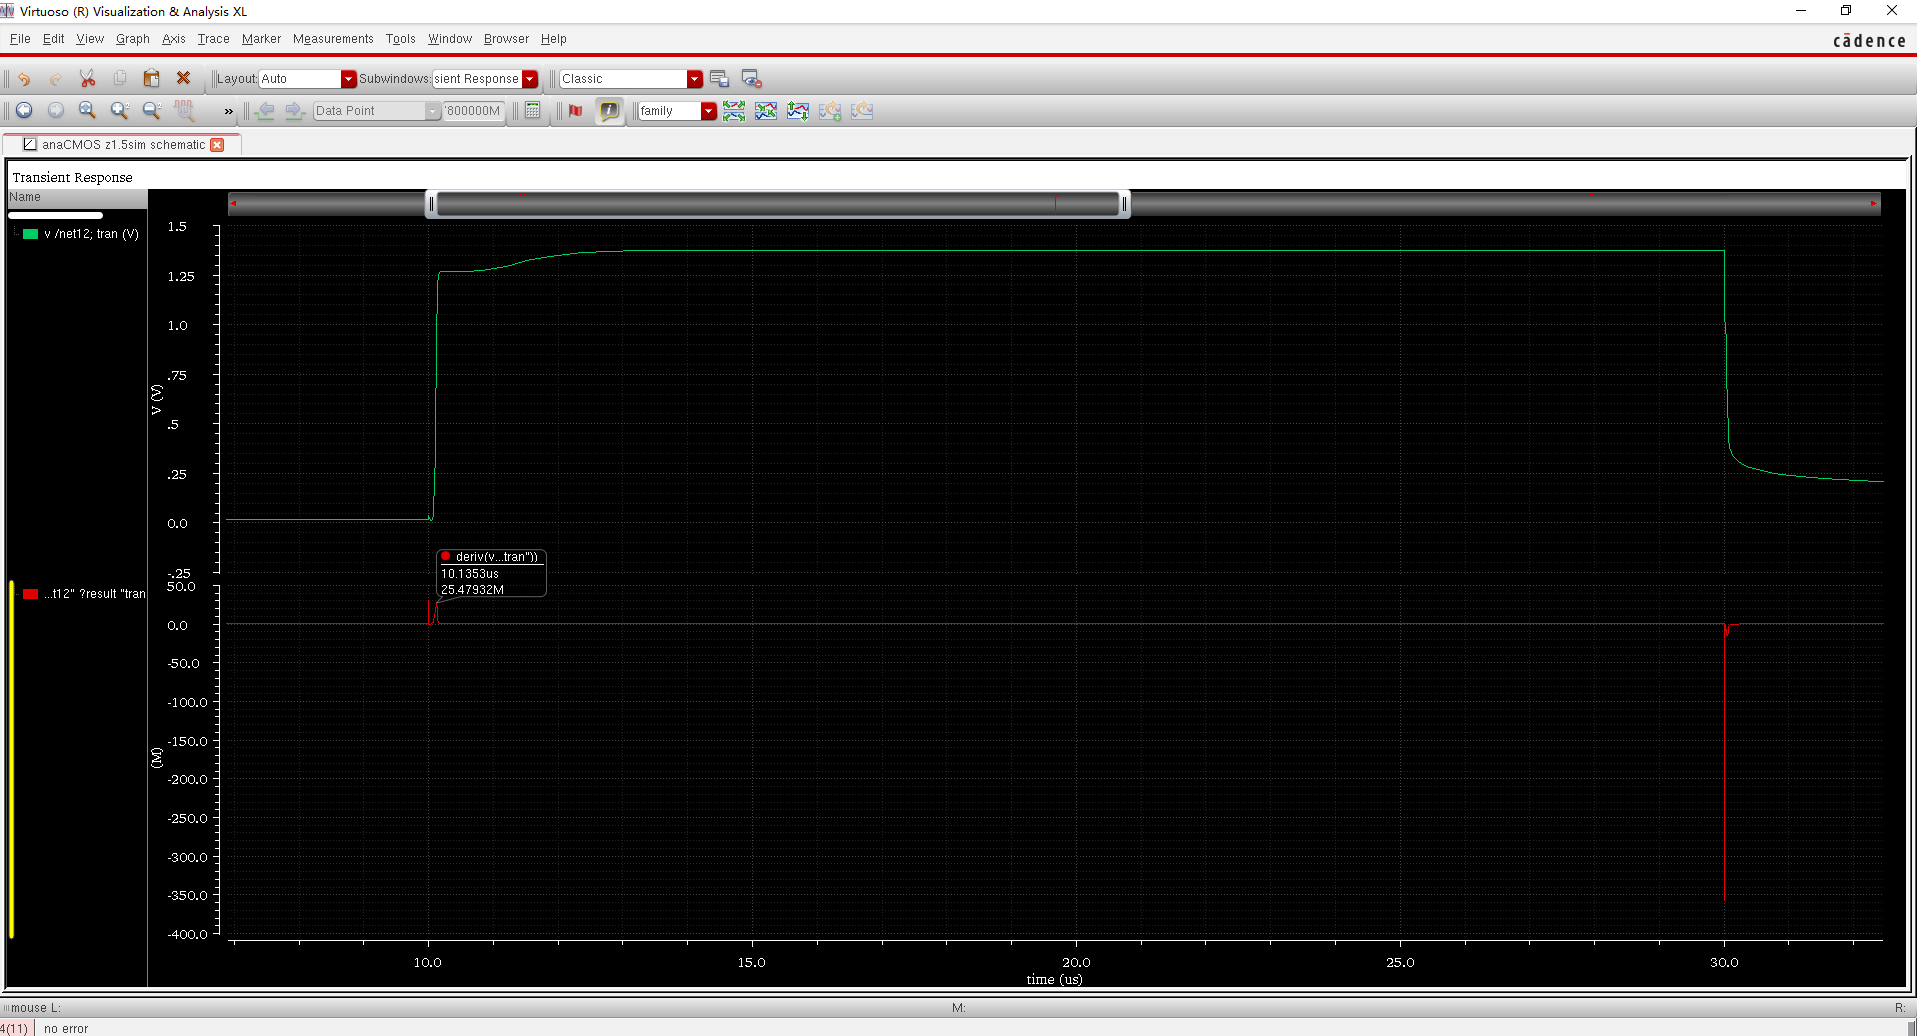 Virtuoso (R) Visualization & Analysis XL
File Edit View Graph Axis Trace Marker Measurements Tools Window Browser Help
cādence
Layout: Auto Subwindows: sient Response Classic
» Data Point '800000M family
anaCMOS z1.5sim schematic
Transient Response
Name
v /net12; tran (V)
1.5
1.25
1.0
.75
.5
.25
0.0
-.25
V (V)
deriv(v...tran"))
10.1353us
25.47932M
...t12" ?result "tran
50.0
0.0
-50.0
-100.0
-150.0
-200.0
-250.0
-300.0
-350.0
-400.0
(M)
10.0 15.0 20.0 25.0 30.0
time (us)
mouse L: M: R:
4(11) no error